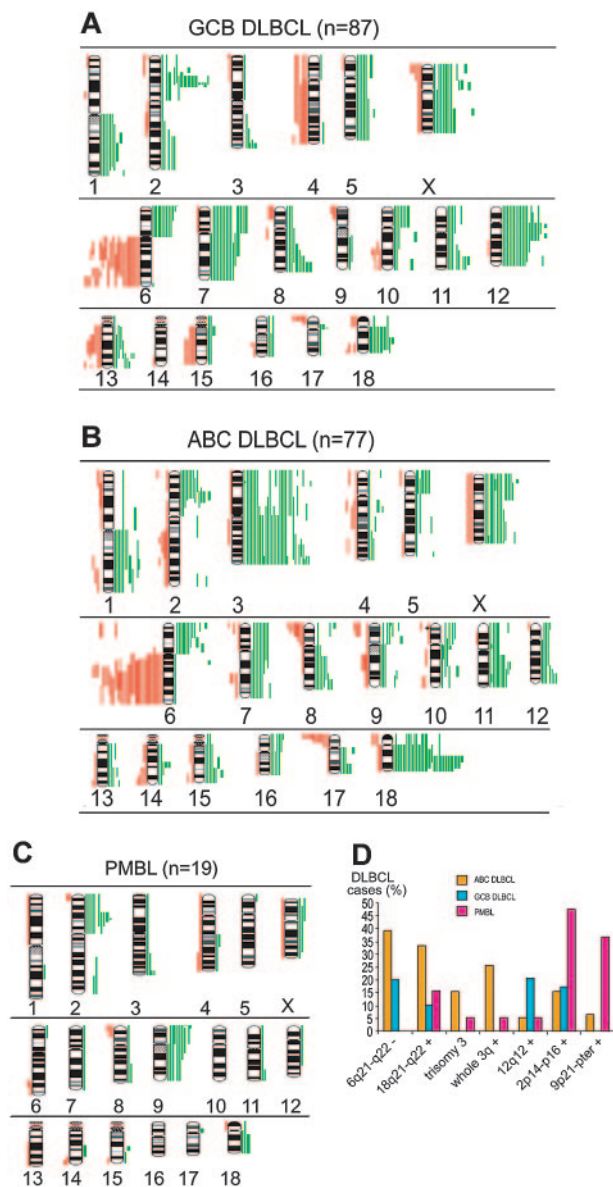 A
GCB DLBCL (n=87)
1 2 3 4 5 X
6 7 8 9 10 11 12
13 14 15 16 17 18
B
ABC DLBCL (n=77)
1 2 3 4 5 X
6 7 8 9 10 11 12
13 14 15 16 17 18
C
PMBL (n=19)
1 2 3 4 5 X
6 7 8 9 10 11 12
13 14 15 16 17 18
D
DLBCL
cases (%)
ABC DLBCL
GCB DLBCL
PMBL
50
45
40
35
30
25
20
15
10
5
0
6q21-q22 -
18q21-q22 +
trisomy 3
whole 3q +
12q12 +
2p14-p16 +
9p21-pter +